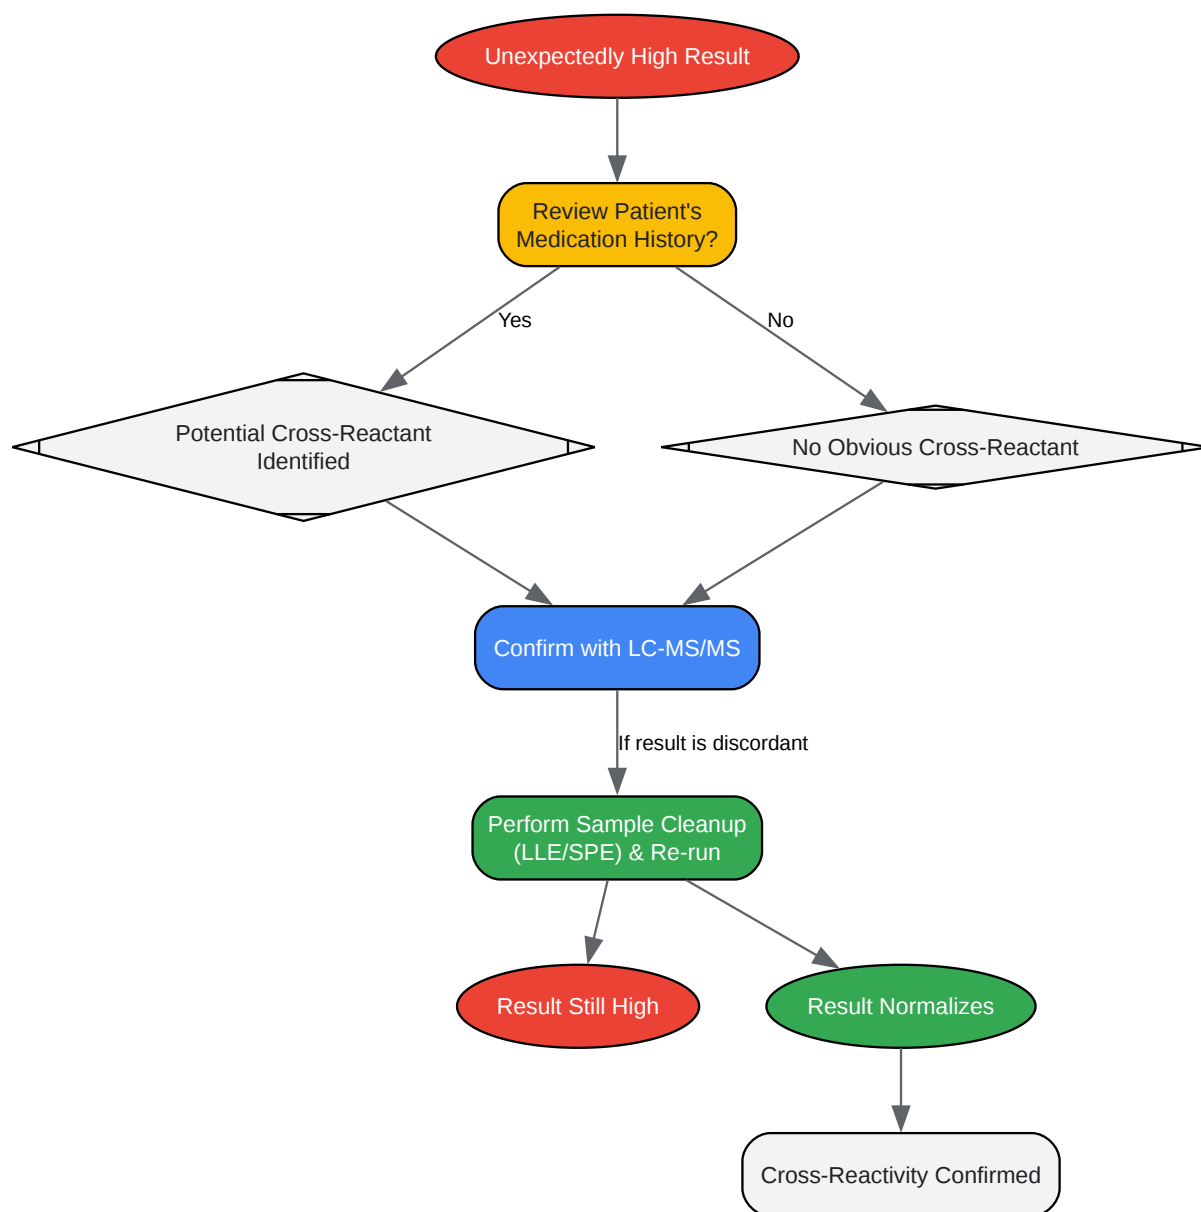 Unexpectedly High Result
Review Patient's
Medication History?
Yes
No
Potential Cross-Reactant
Identified
No Obvious Cross-Reactant
Confirm with LC-MS/MS
If result is discordant
Perform Sample Cleanup
(LLE/SPE) & Re-run
Result Still High
Result Normalizes
Cross-Reactivity Confirmed